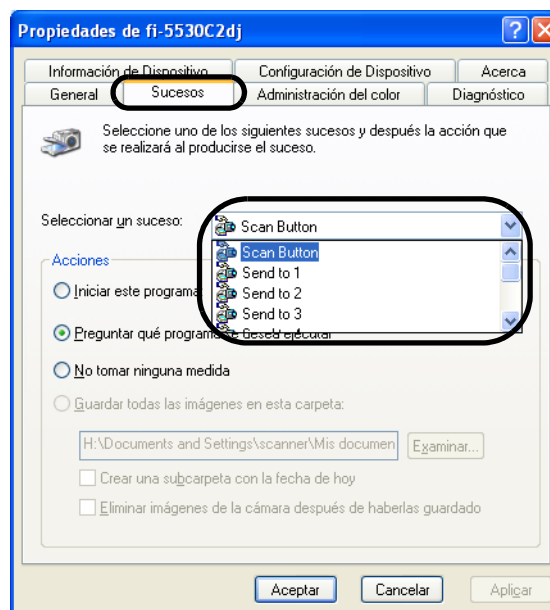 Propiedades de fi-5530C2dj
Información de Dispositivo Configuración de Dispositivo Acerca
General Sucesos Administración del color Diagnóstico
Seleccione uno de los siguientes sucesos y después la acción que
se realizará al producirse el suceso.
Seleccionar un suceso: Scan Button
Scan Button
Send to 1
Send to 2
Send to 3
Acciones
Iniciar este programa:
Preguntar qué programa se desea ejecutar
No tomar ninguna medida
Guardar todas las imágenes en esta carpeta:
H:\Documents and Settings\scanner\Mis documen Examinar...
Crear una subcarpeta con la fecha de hoy
Eliminar imágenes de la cámara después de haberlas guardado
Aceptar Cancelar Aplicar